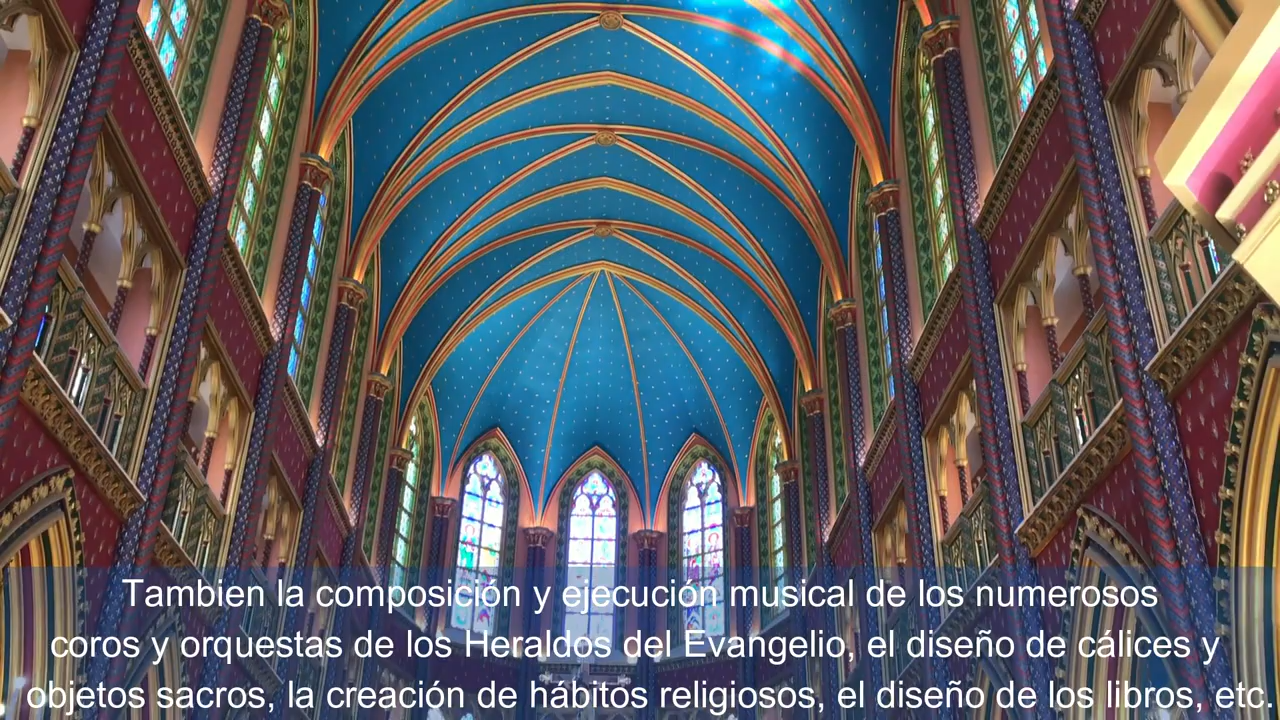 Tambien la composición y ejecución musical de los numerosos
coros y orquestas de los Heraldos del Evangelio, el diseño de cálices y
objetos sacros, la creación de hábitos religiosos, el diseño de los libros, etc.